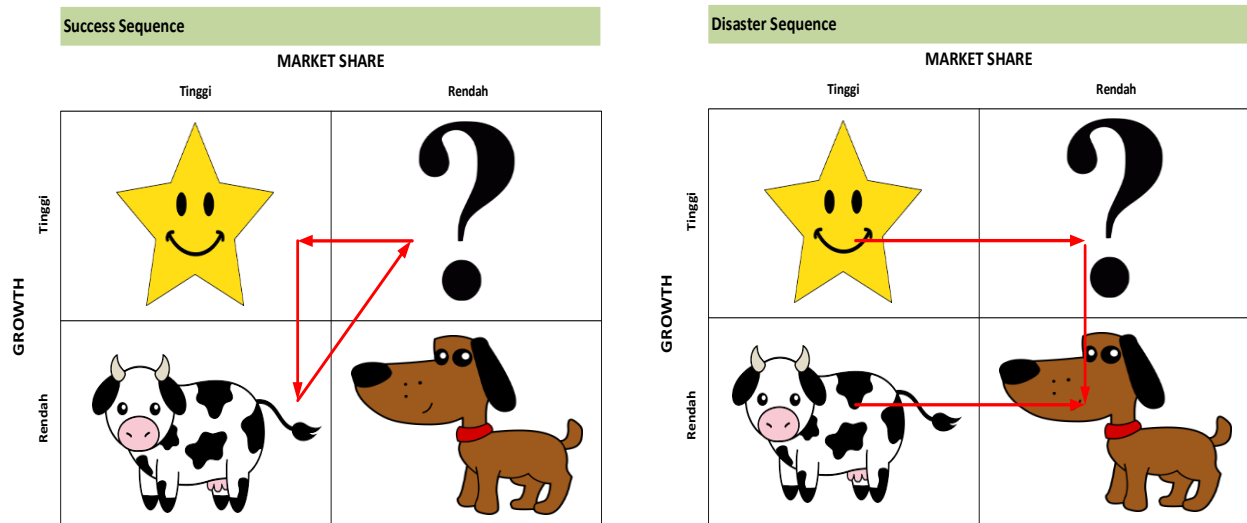 Success Sequence
MARKET SHARE
Tinggi Rendah
Tinggi
GROWTH
Rendah
?
Disaster Sequence
MARKET SHARE
Tinggi Rendah
Tinggi
GROWTH
Rendah
?